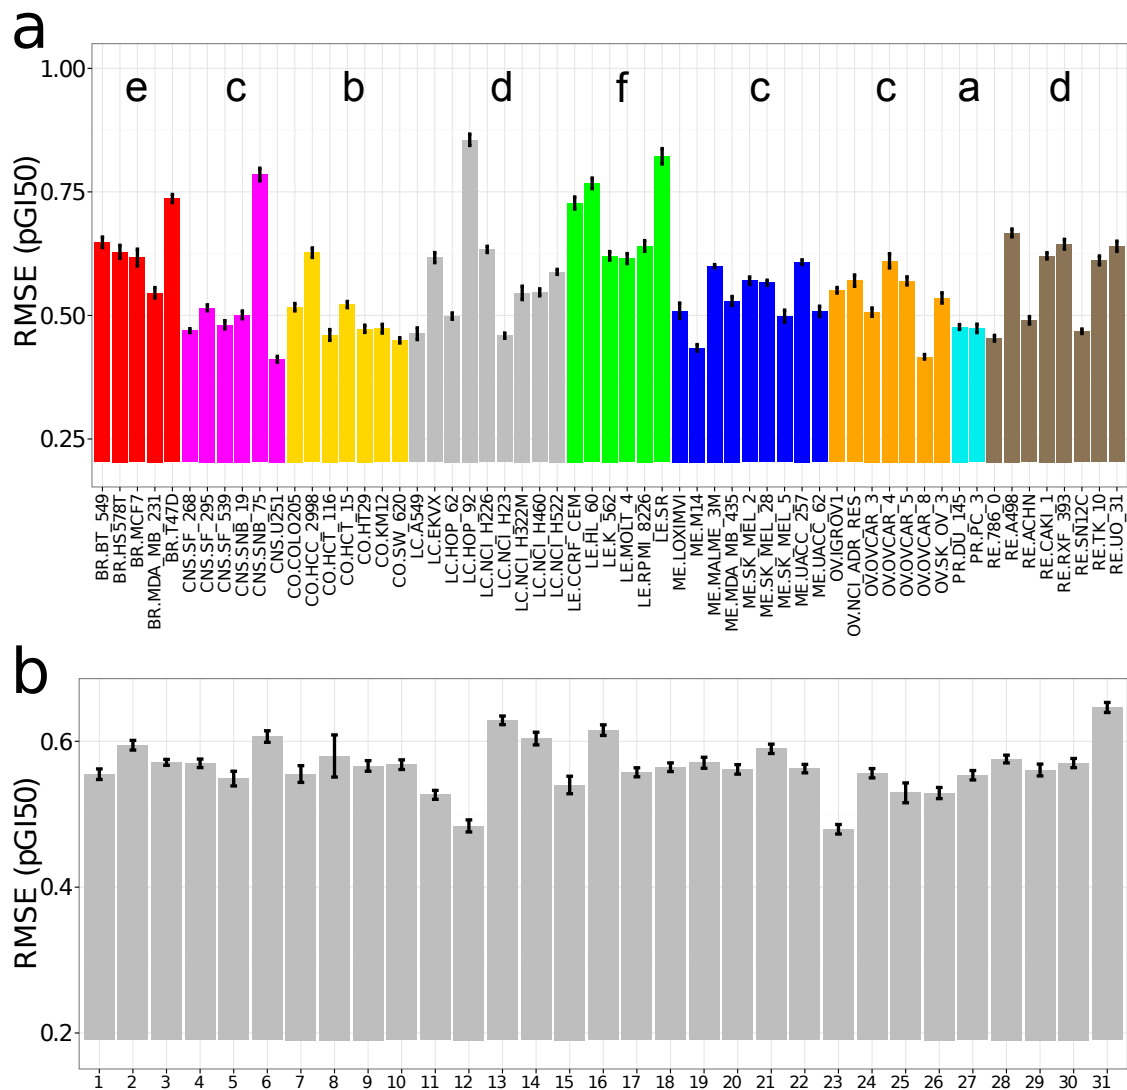 a
1.00
e c b d f c c a d
0.75
0.50
0.25
RMSE (pGI50)
BR.BT_549
BR.HS578T
BR.MCF7
BR.MDA_MB_231
BR.T47D
CNS.SF_268
CNS.SF_295
CNS.SF_539
CNS.SNB_19
CNS.SNB_75
CNS.U251
CO.COLO205
CO.HCC_2998
CO.HCT_116
CO.HCT_15
CO.HT29
CO.KM12
CO.SW_620
LC.A549
LC.EKVX
LC.HOP_62
LC.HOP_92
LC.NCI_H226
LC.NCI_H23
LC.NCI_H322M
LC.NCI_H460
LC.NCI_H522
LE.CCRF_CEM
LE.HL_60
LE.K_562
LE.MOLT_4
LE.RPMI_8226
LE.SR
ME.LOXIMVI
ME.M14
ME.MALME_3M
ME.MDA_MB_435
ME.SK_MEL_2
ME.SK_MEL_28
ME.SK_MEL_5
ME.UACC_257
ME.UACC_62
OV.IGROV1
OV.NCI_ADR_RES
OV.OVCAR_3
OV.OVCAR_4
OV.OVCAR_5
OV.OVCAR_8
OV.SK_OV_3
PR.DU_145
PR.PC_3
RE.786_0
RE.A498
RE.ACHN
RE.CAKI_1
RE.RXF_393
RE.SN12C
RE.TK_10
RE.UO_31
b
0.6
0.4
0.2
RMSE (pGI50)
1 2 3 4 5 6 7 8 9 10 11 12 13 14 15 16 17 18 19 20 21 22 23 24 25 26 27 28 29 30 31